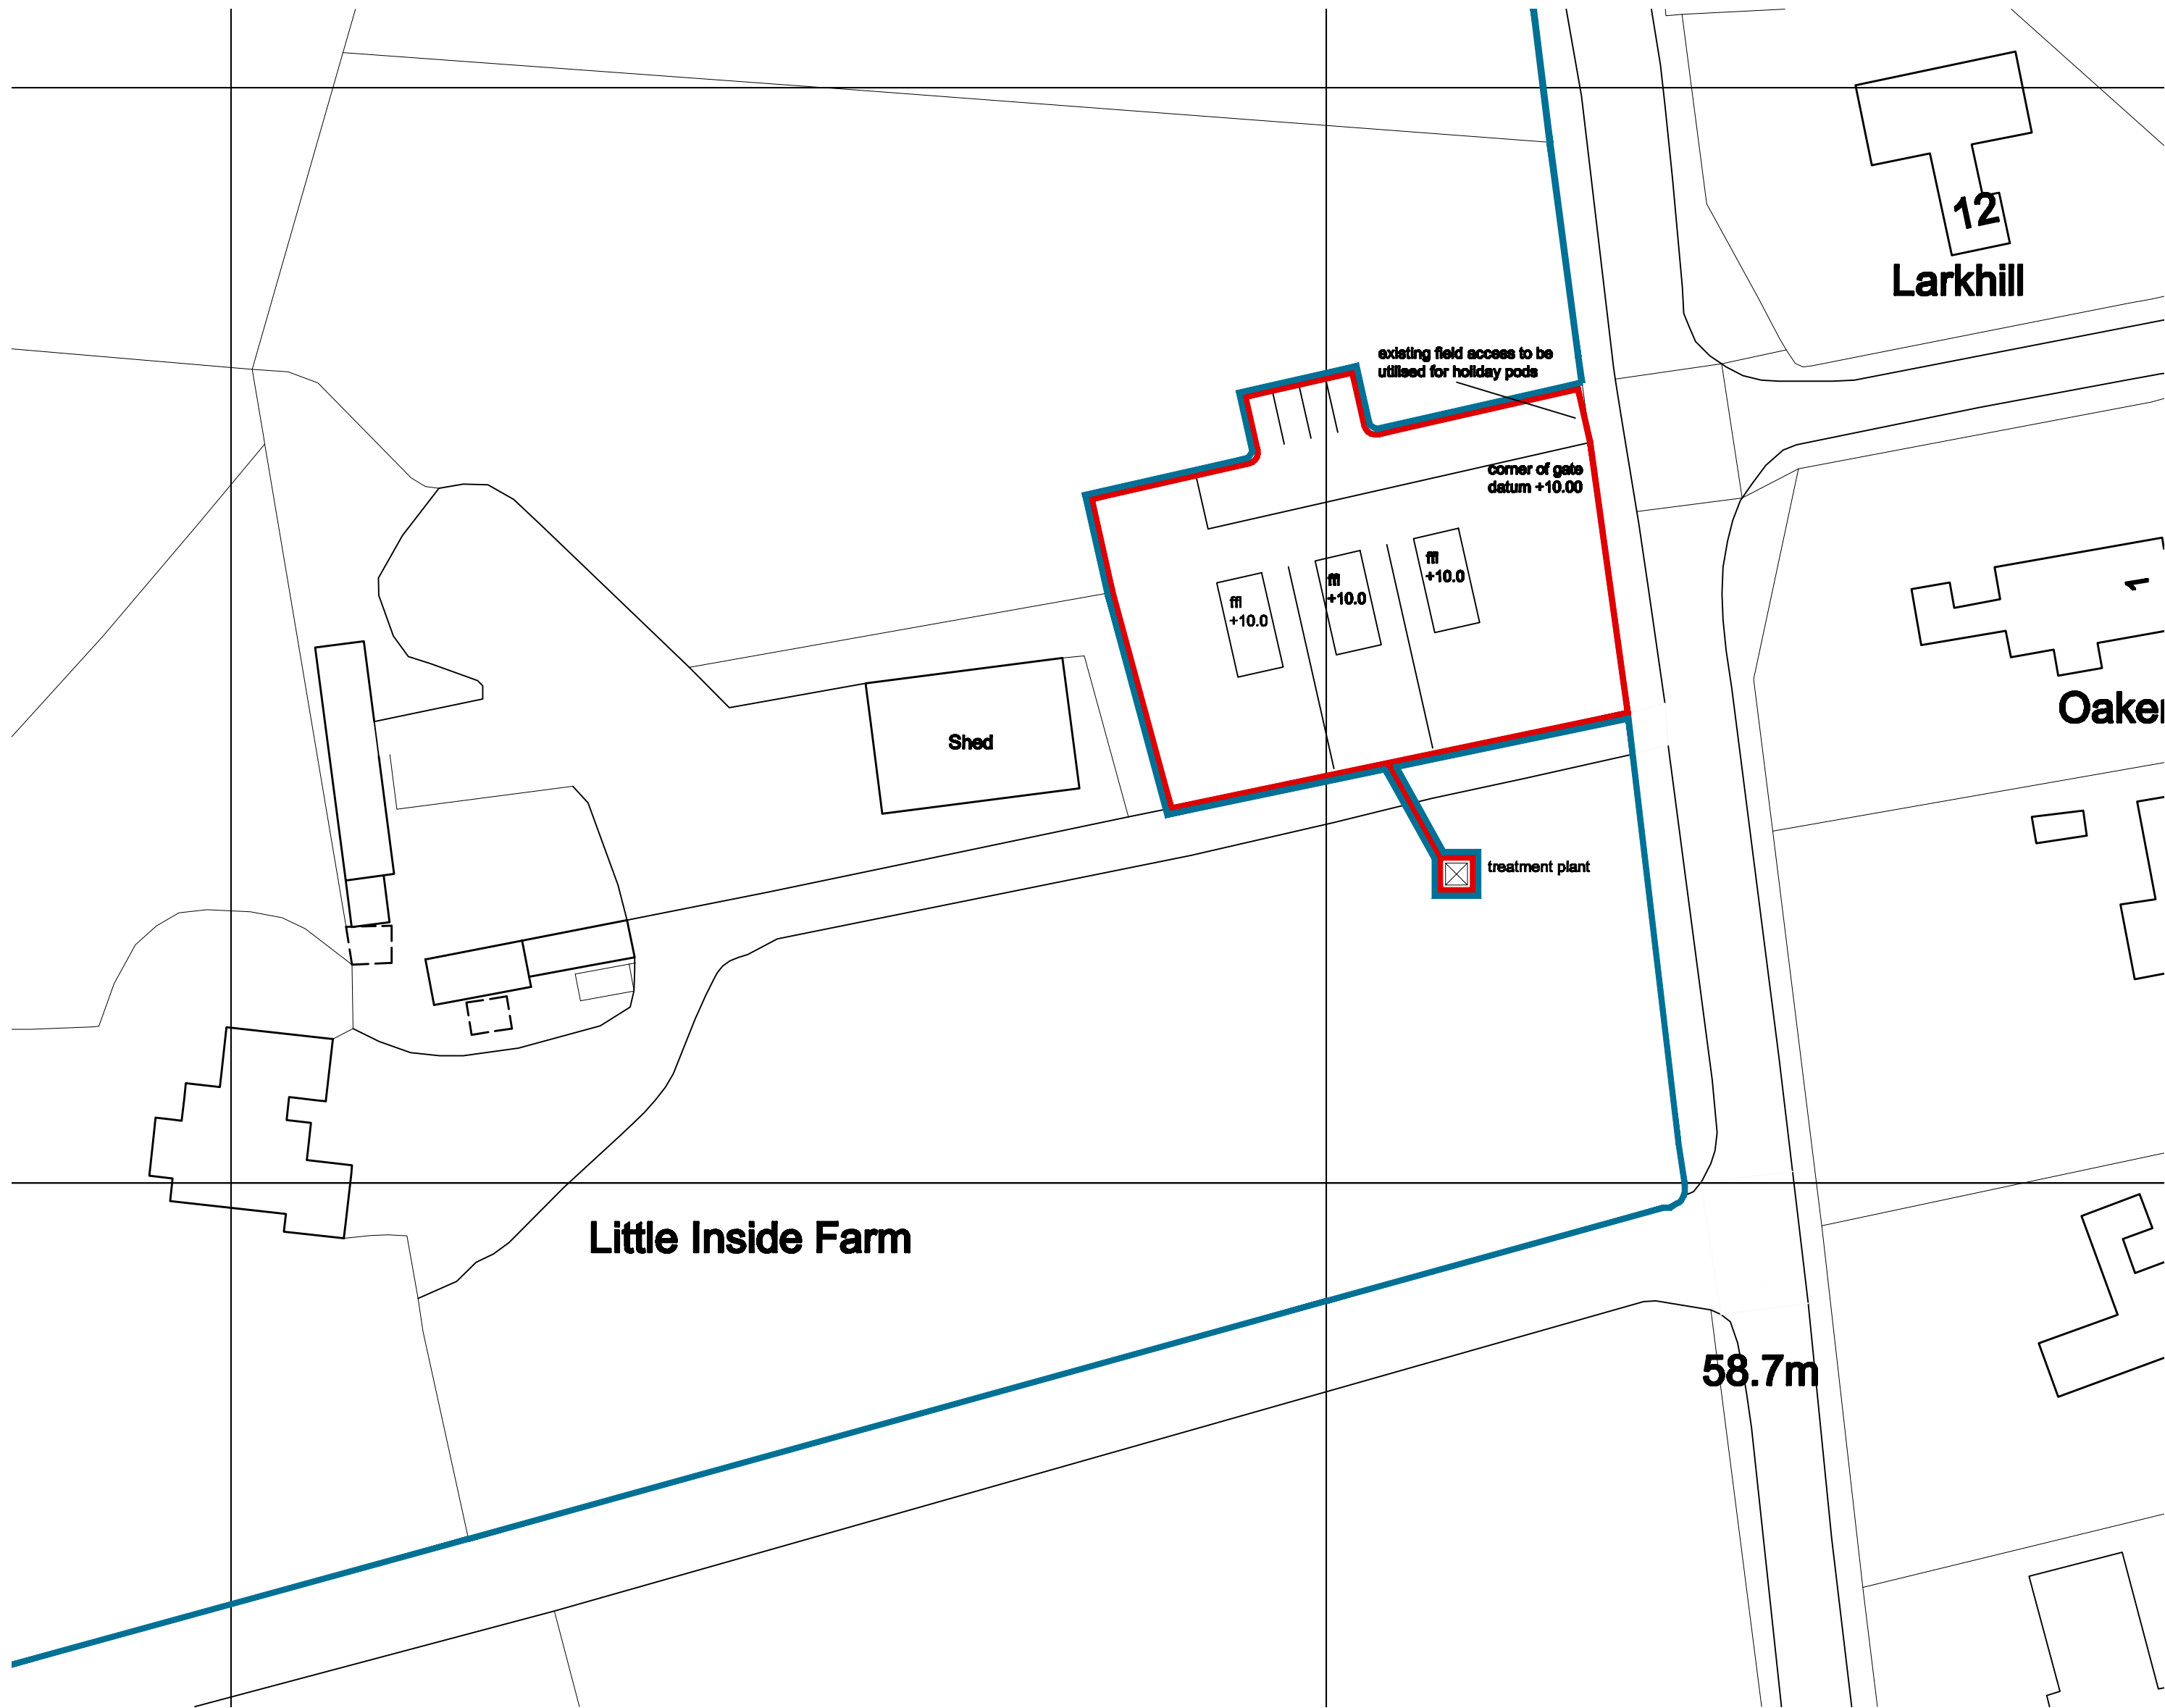 12
Larkhill
existing field access to be
utilised for holiday pods
corner of gate
datum +10.00
ffl
+10.0
ffl
+10.0
ffl
+10.0
1
Oaker
Shed
treatment plant
Little Inside Farm
58.7m